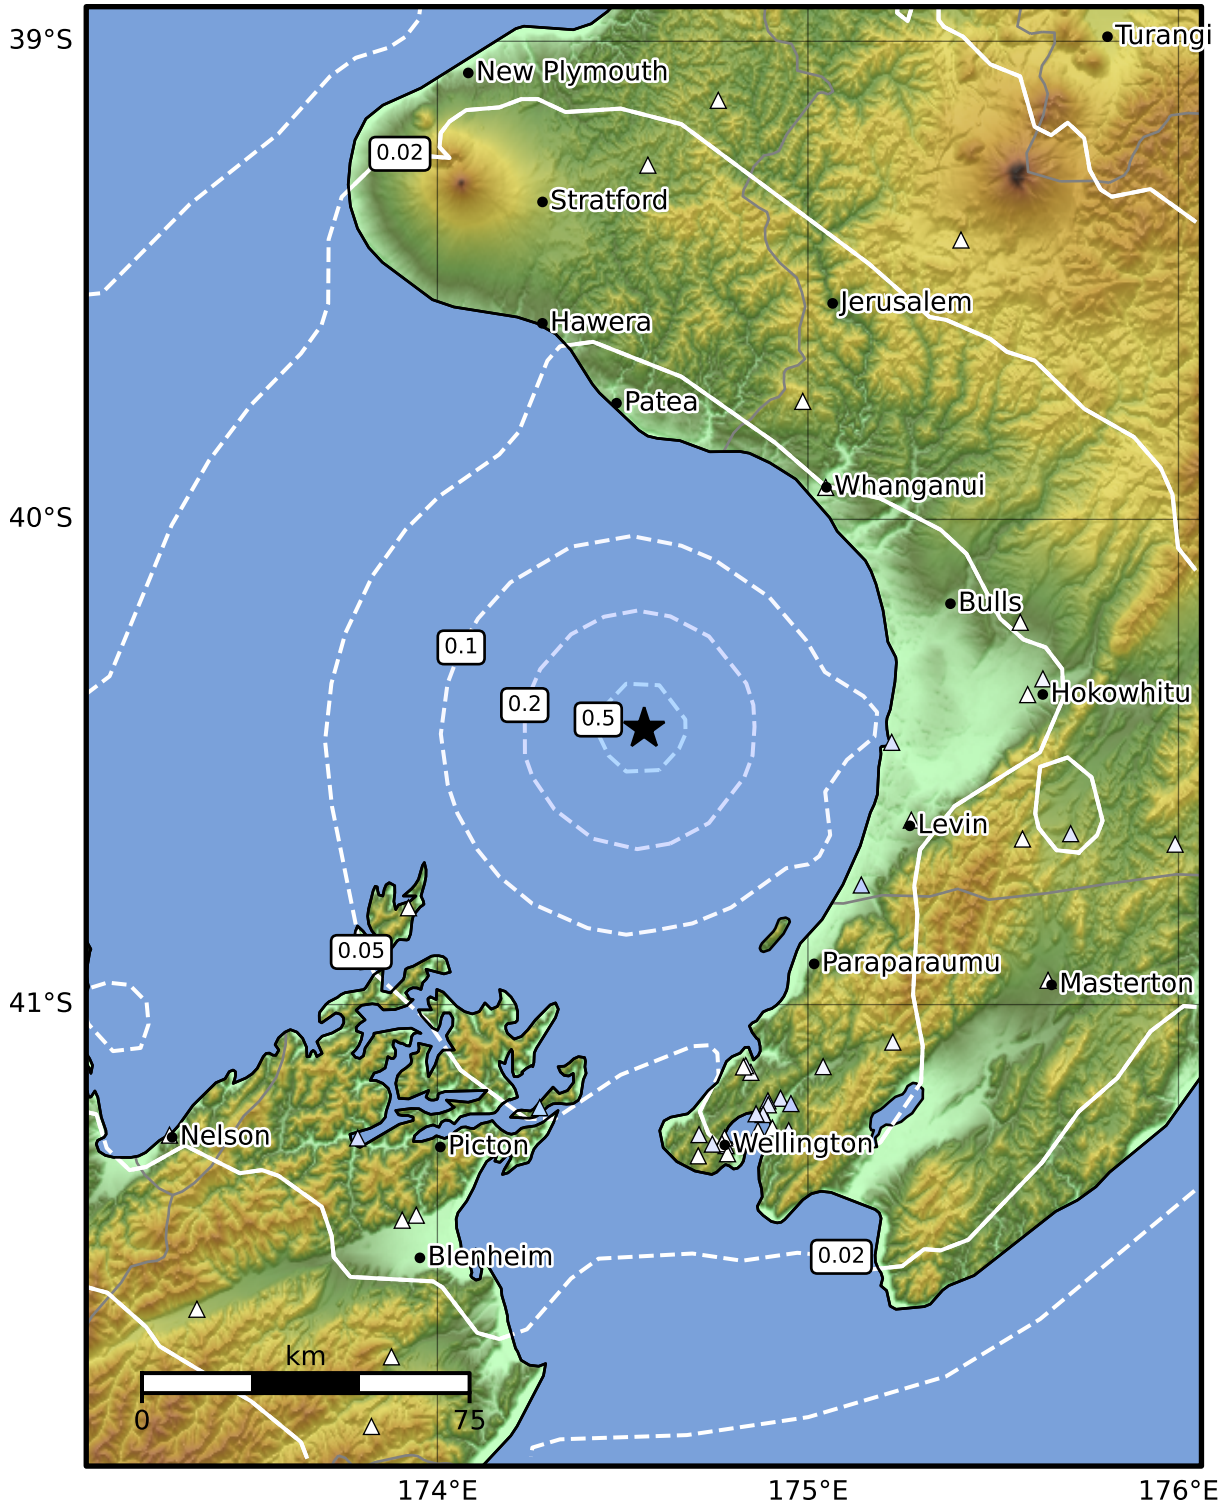 39°S
Turangi
New Plymouth
0.02
Stratford
Jerusalem
Hawera
Patea
Whanganui
40°S
Bulls
0.1
Hokowhitu
0.2
0.5
Levin
0.05
Paraparaumu
Masterton
41°S
Nelson
Picton
Wellington
Blenheim
0.02
km
0
75
174°E
175°E
176°E